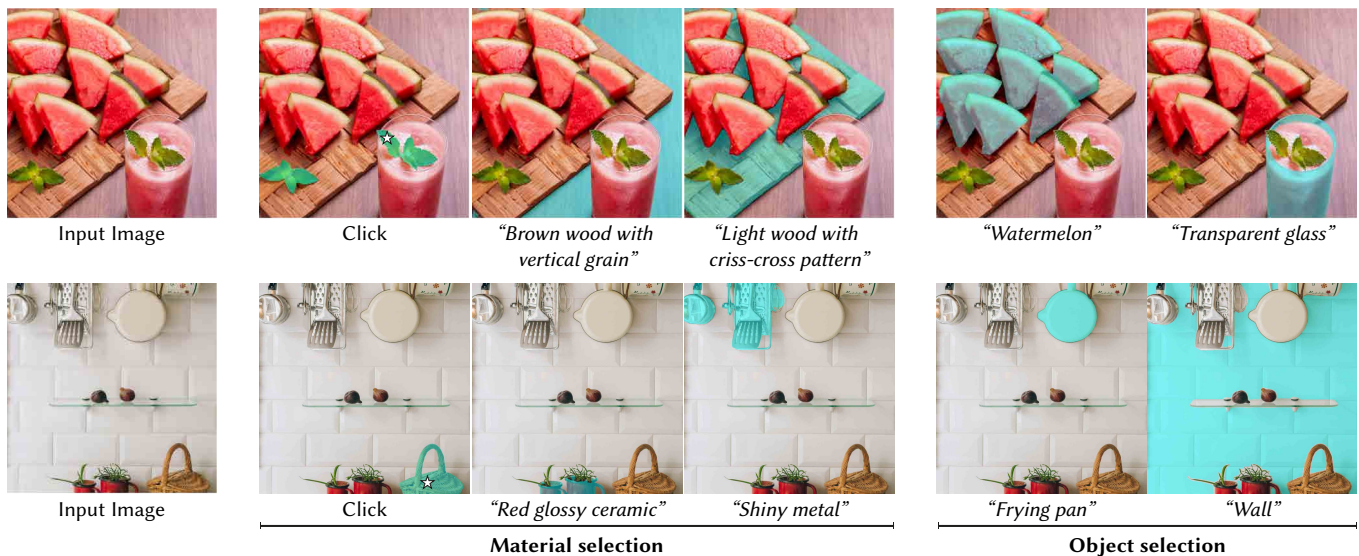 Input Image
Click
“Brown wood with
vertical grain”
“Light wood with
criss-cross pattern”
“Watermelon”
“Transparent glass”
Input Image
Click
“Red glossy ceramic”
“Shiny metal”
“Frying pan”
“Wall”
Material selection
Object selection